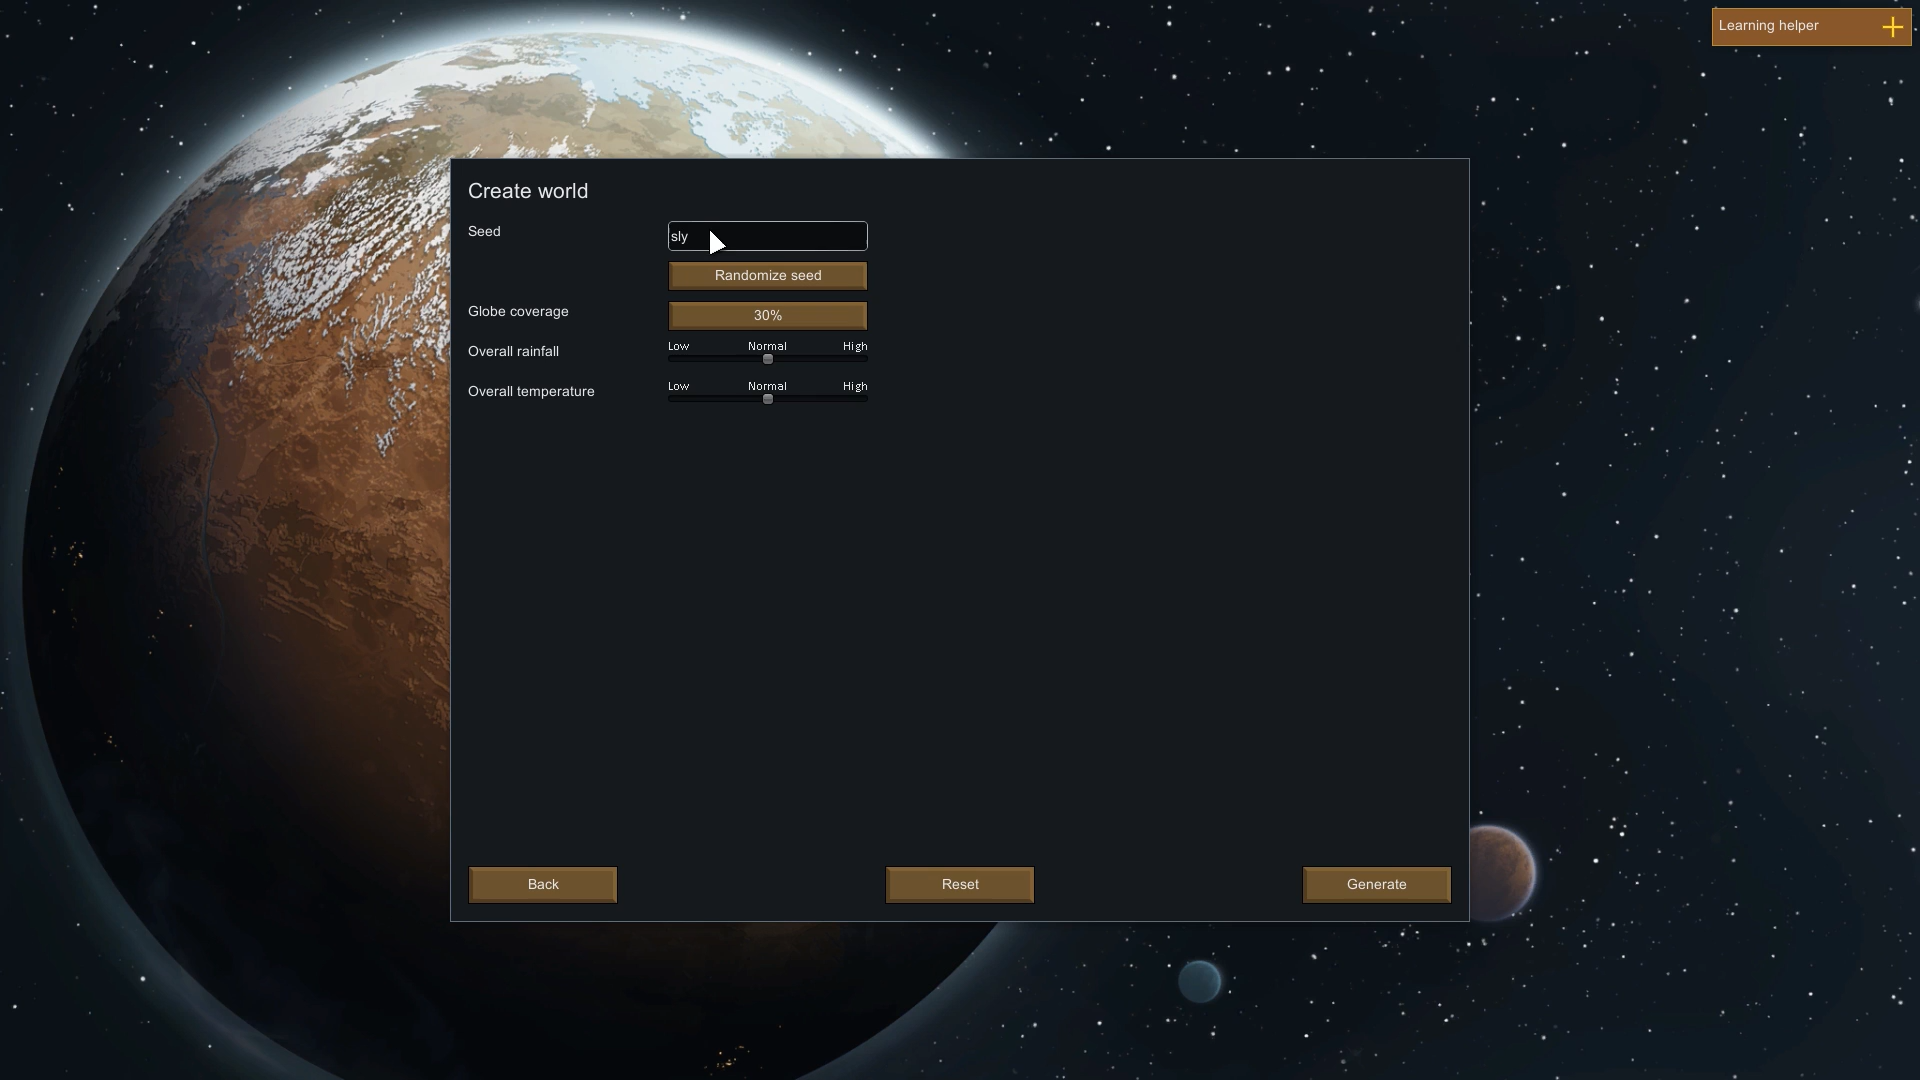 Learning helper
Create world
Seed
sly
Randomize seed
Globe coverage
30%
Overall rainfall
Low Normal High
Overall temperature
Low Normal High
Back
Reset
Generate